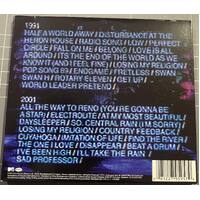 1991
HALF A WORLD AWAY / DISTURBANCE AT THE
HERON HOUSE / RADIO SONG / LOW / PERFECT
CIRCLE / FALL ON ME / BELONG / LOVE IS ALL
AROUND / IT'S THE END OF THE WORLD AS WE
KNOW IT (AND I FEEL FINE) / LOSING MY RELIGION /
POP SONG 89 / ENDGAME /
SWAN H / ROTARY ELEVEN / GET UP /
WORLD LEADER PRETEND
2001
ALL THE WAY TO RENO (YOU'RE GONNA BE
A STAR) / ELECTROLITE / AT MY MOST BEAUTIFUL /
DAYSLEEPER / SO. CENTRAL RAIN (I'M SORRY) /
LOSING MY RELIGION / COUNTRY FEEDBACK /
CUYAHOGA / IMITATION OF LIFE / FIND THE RIVER /
THE ONE I LOVE / DISAPPEAR / BEAT A DRUM /
I'VE BEEN HIGH / I'LL TAKE THE RAIN /
SAD PROFESSOR